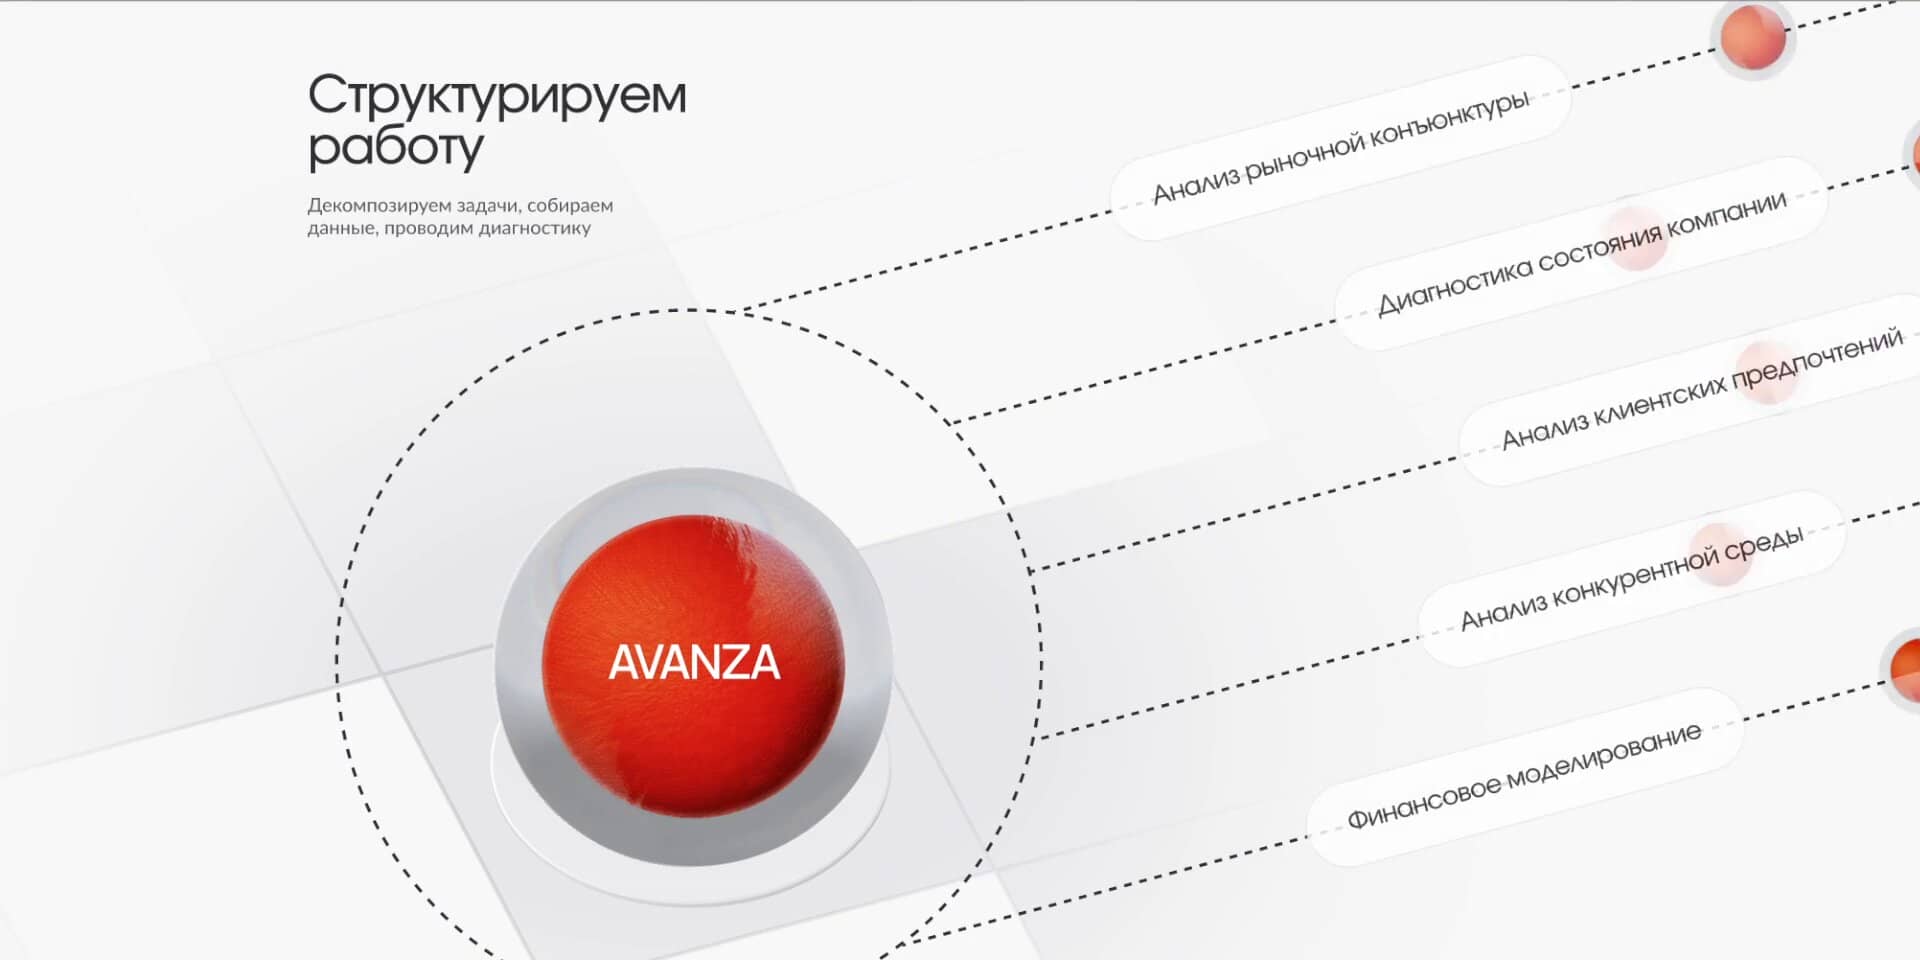 Структурируем
работу
Декомпозируем задачи, собираем
данные, проводим диагностику
Анализ рыночной конъюнктуры
Диагностика состояния компании
Анализ клиентских предпочтений
Анализ конкурентной среды
Финансовое моделирование
AVANZA